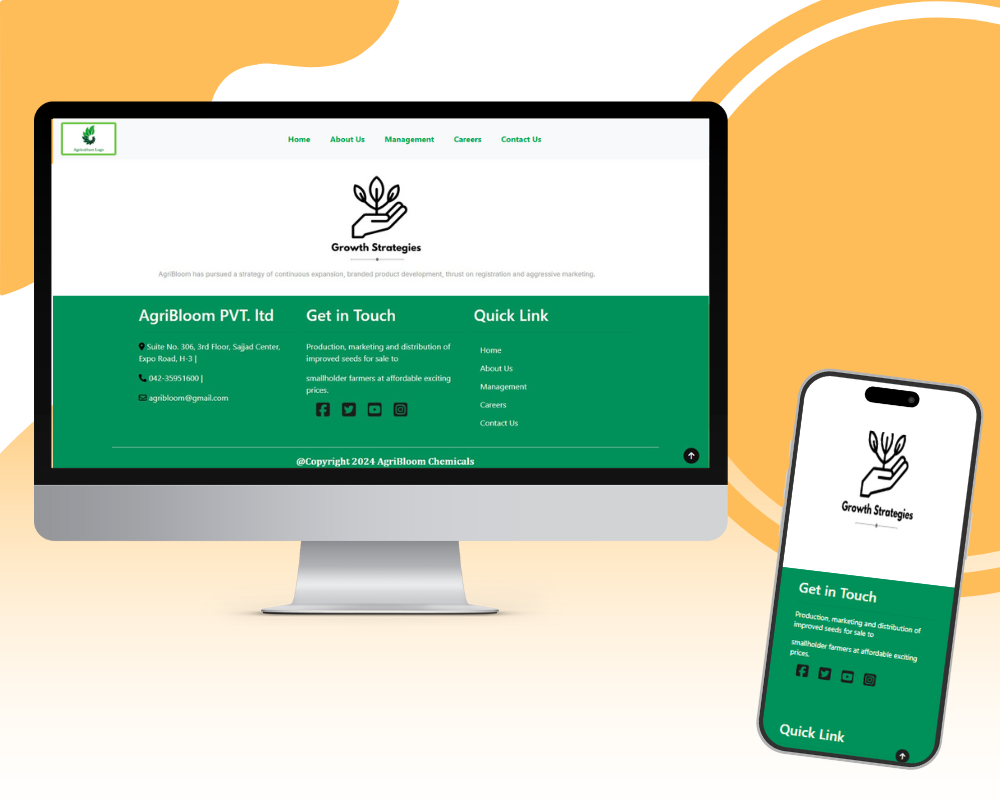 Home About Us Management Careers Contact Us
Growth Strategies
AgriBloom has pursued a strategy of continuous expansion, branded product development, thrust on registration and aggressive marketing.
AgriBloom PVT. ltd
Suite No. 306, 3rd Floor, Sajjad Center,
Expo Road, H-3 |
042-35951600 |
agribloom@gmail.com
Get in Touch
Production, marketing and distribution of
improved seeds for sale to
smallholder farmers at affordable exciting
prices.
Quick Link
Home
About Us
Management
Careers
Contact Us
@Copyright 2024 AgriBloom Chemicals
Growth Strategies
Get in Touch
Production, marketing and distribution of
improved seeds for sale to
smallholder farmers at affordable exciting
prices.
Quick Link